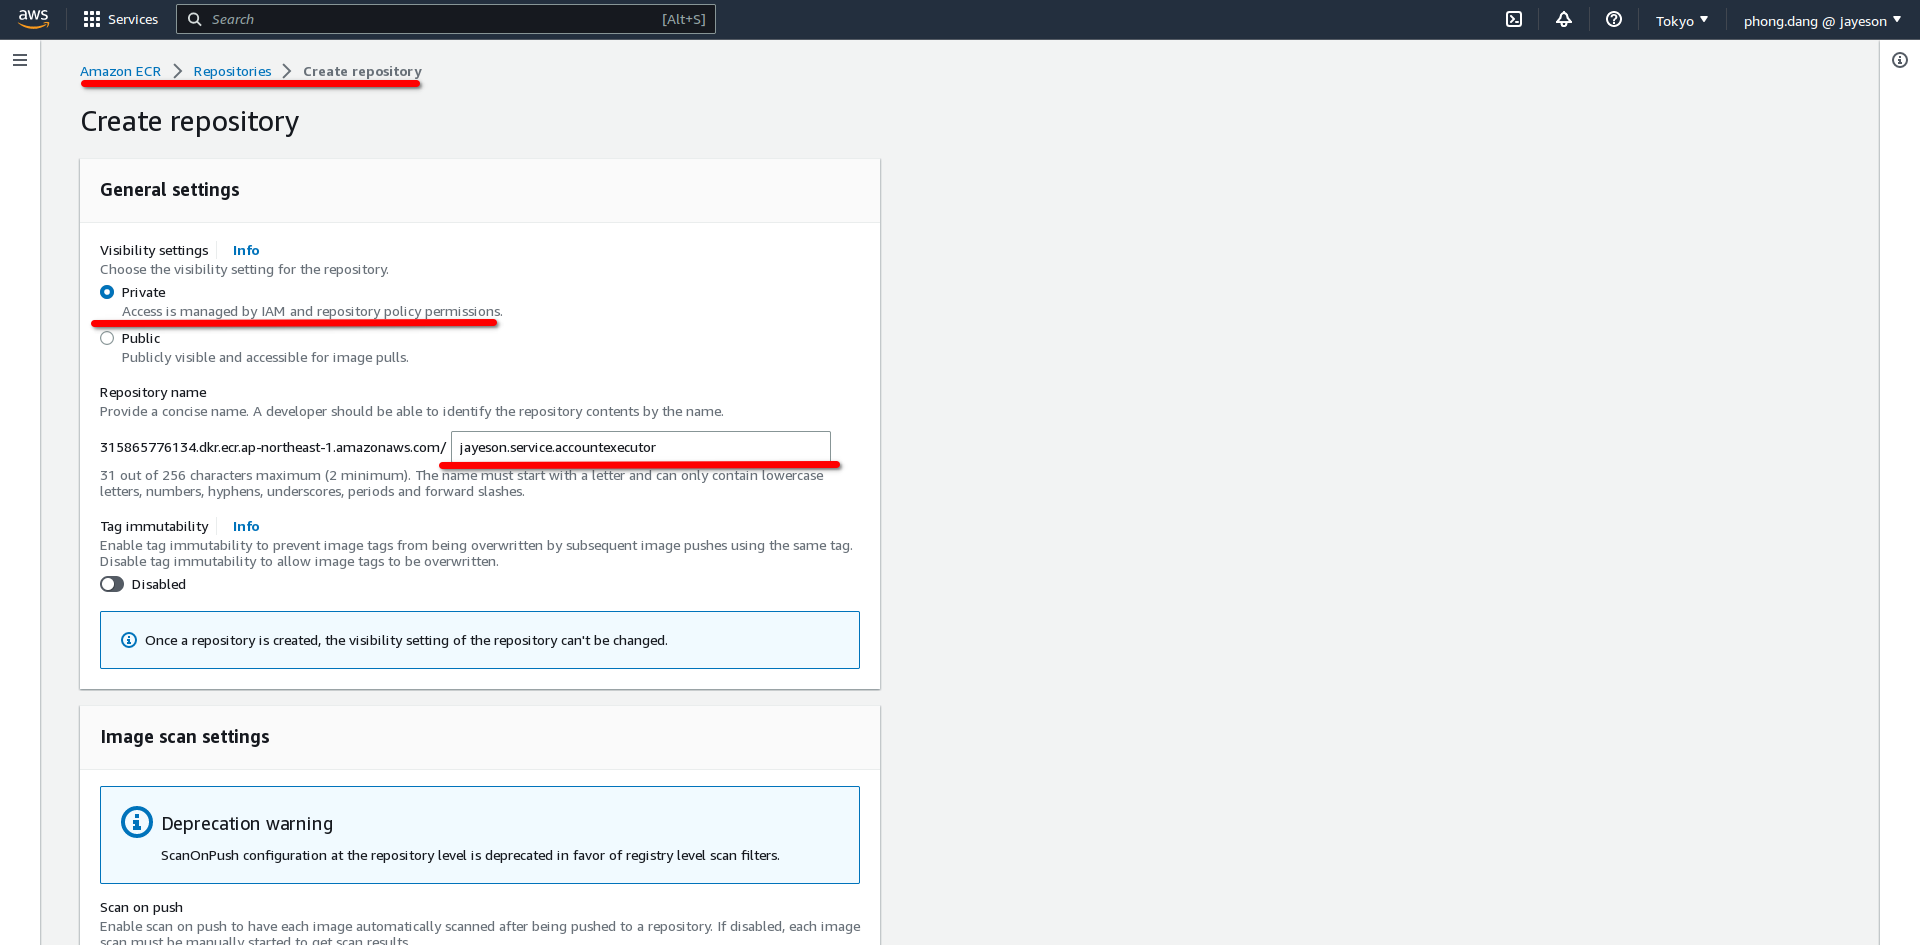 aws
Services
Search
[Alt+S]
Tokyo
phong.dang @ jayeson
Amazon ECR
Repositories
Create repository
Create repository
General settings
Visibility settings
Info
Choose the visibility setting for the repository.
Private
Access is managed by IAM and repository policy permissions.
Public
Publicly visible and accessible for image pulls.
Repository name
Provide a concise name. A developer should be able to identify the repository contents by the name.
315865776134.dkr.ecr.ap-northeast-1.amazonaws.com/
jayeson.service.accountexecutor
31 out of 256 characters maximum (2 minimum). The name must start with a letter and can only contain lowercase
letters, numbers, hyphens, underscores, periods and forward slashes.
Tag immutability
Info
Enable tag immutability to prevent image tags from being overwritten by subsequent image pushes using the same tag.
Disable tag immutability to allow image tags to be overwritten.
Disabled
Once a repository is created, the visibility setting of the repository can't be changed.
Image scan settings
Deprecation warning
ScanOnPush configuration at the repository level is deprecated in favor of registry level scan filters.
Scan on push
Enable scan on push to have each image automatically scanned after being pushed to a repository. If disabled, each image
scan must be manually started to get scan results.